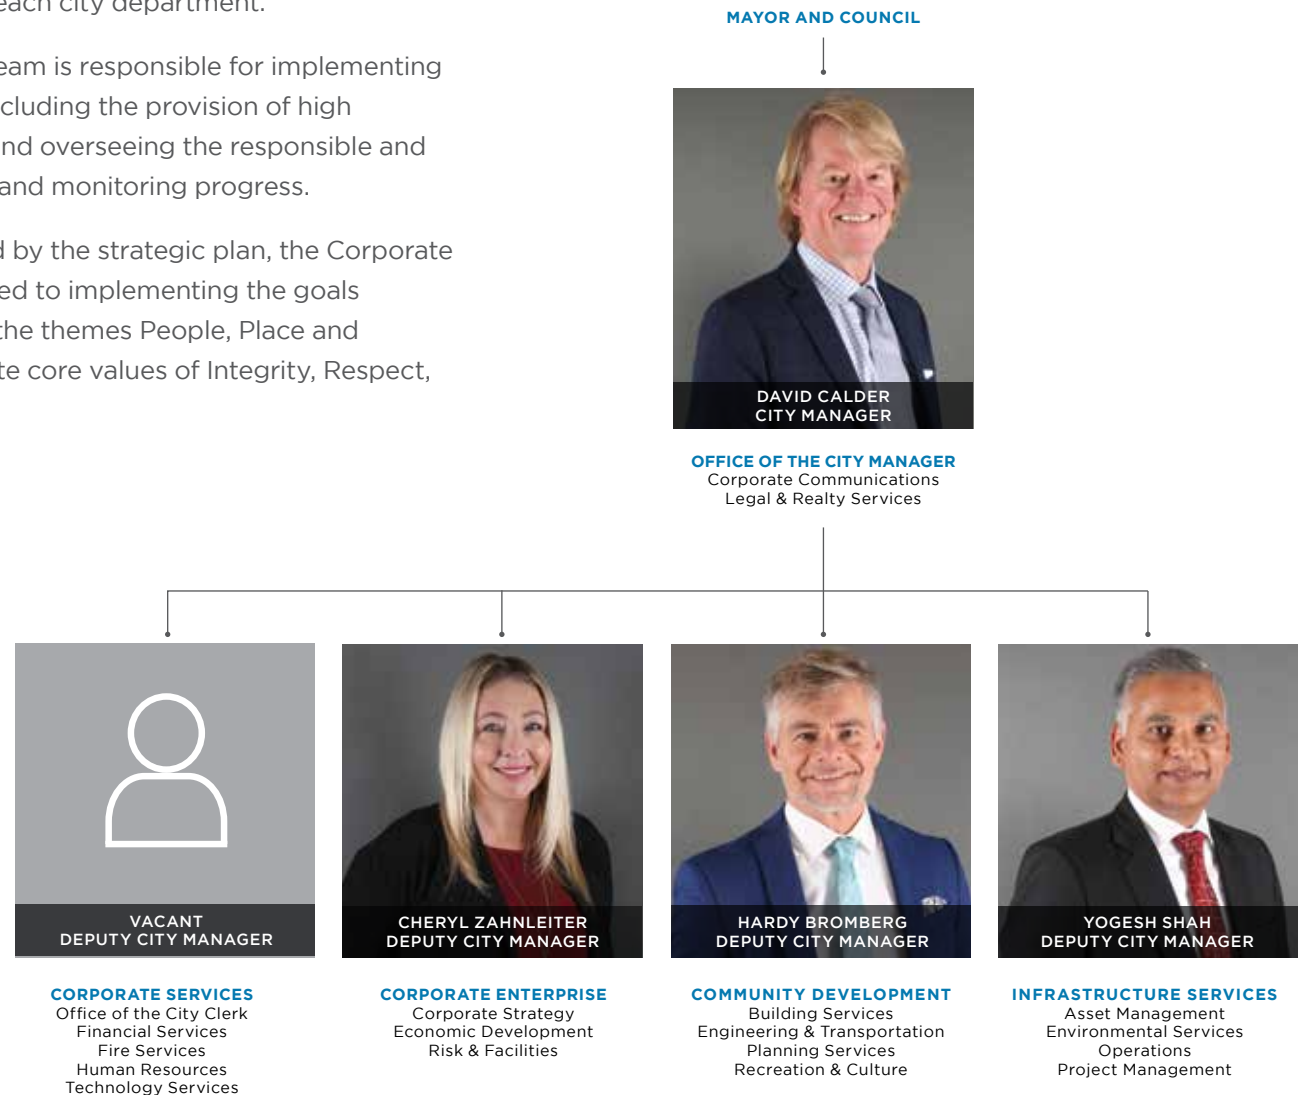 each city department.
eam is responsible for implementing
cluding the provision of high
nd overseeing the responsible and
and monitoring progress.
d by the strategic plan, the Corporate
ed to implementing the goals
the themes People, Place and
te core values of Integrity, Respect,
MAYOR AND COUNCIL
DAVID CALDER
CITY MANAGER
OFFICE OF THE CITY MANAGER
Corporate Communications
Legal & Realty Services
VACANT
DEPUTY CITY MANAGER
CORPORATE SERVICES
Office of the City Clerk
Financial Services
Fire Services
Human Resources
Technology Services
CHERYL ZAHNLEITER
DEPUTY CITY MANAGER
CORPORATE ENTERPRISE
Corporate Strategy
Economic Development
Risk & Facilities
HARDY BROMBERG
DEPUTY CITY MANAGER
COMMUNITY DEVELOPMENT
Building Services
Engineering & Transportation
Planning Services
Recreation & Culture
YOGESH SHAH
DEPUTY CITY MANAGER
INFRASTRUCTURE SERVICES
Asset Management
Environmental Services
Operations
Project Management